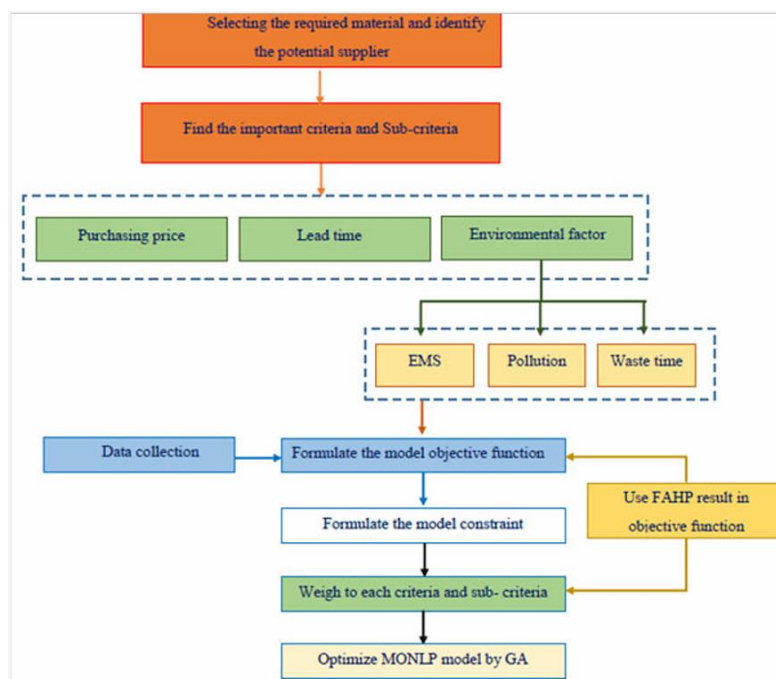 Selecting the required material and identify
the potential supplier
Find the important criteria and Sub-criteria
Purchasing price
Lead time
Environmental factor
EMS
Pollution
Waste time
Data collection
Formulate the model objective function
Use FAHP result in
objective function
Formulate the model constraint
Weigh to each criteria and sub- criteria
Optimize MONLP model by GA